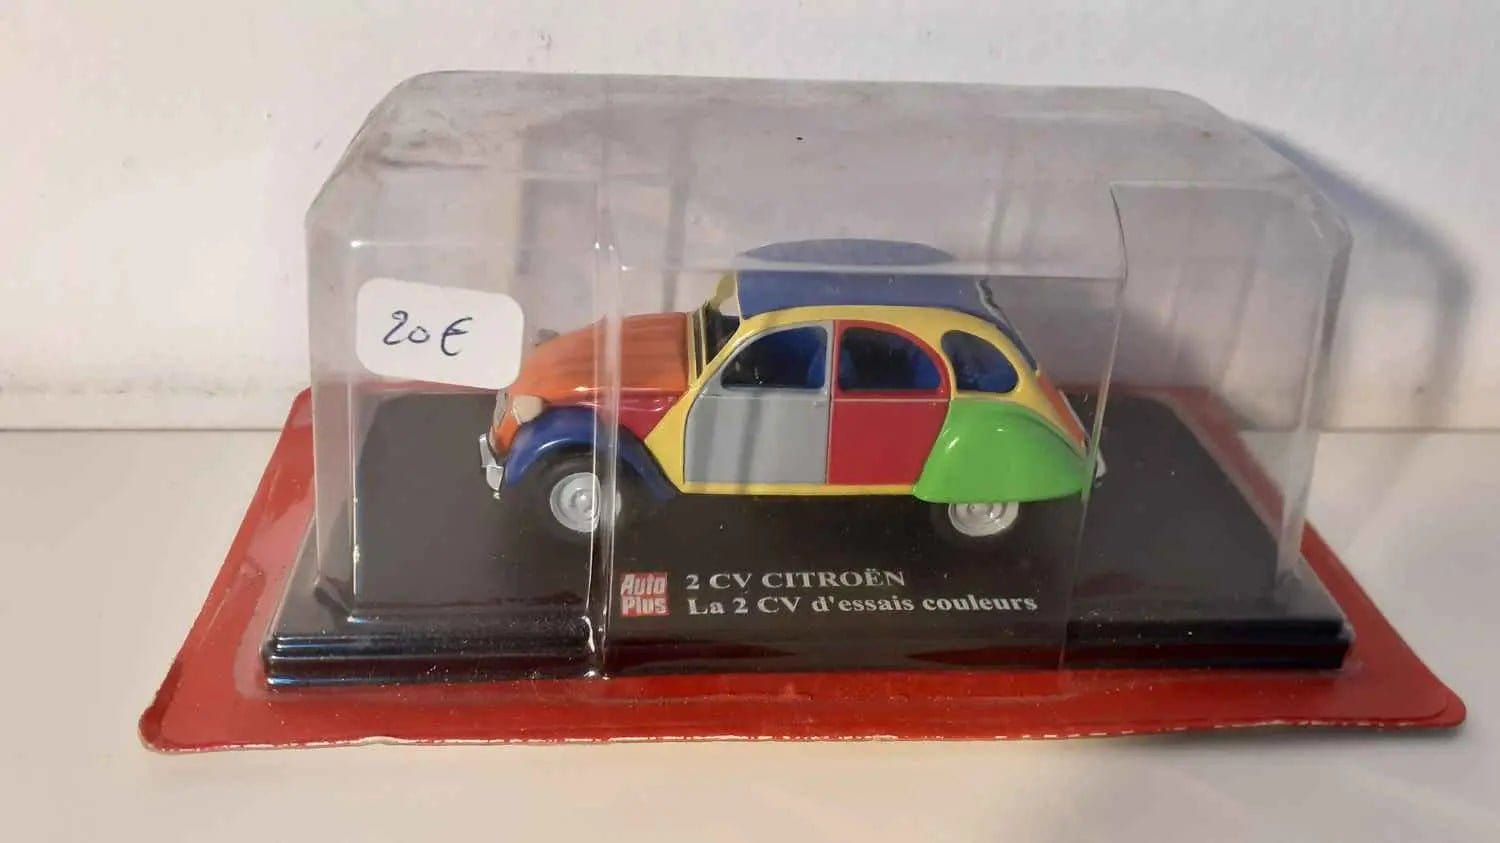 20€
Auto
Plus
2 CV CITROËN
La 2 CV d'essais couleurs